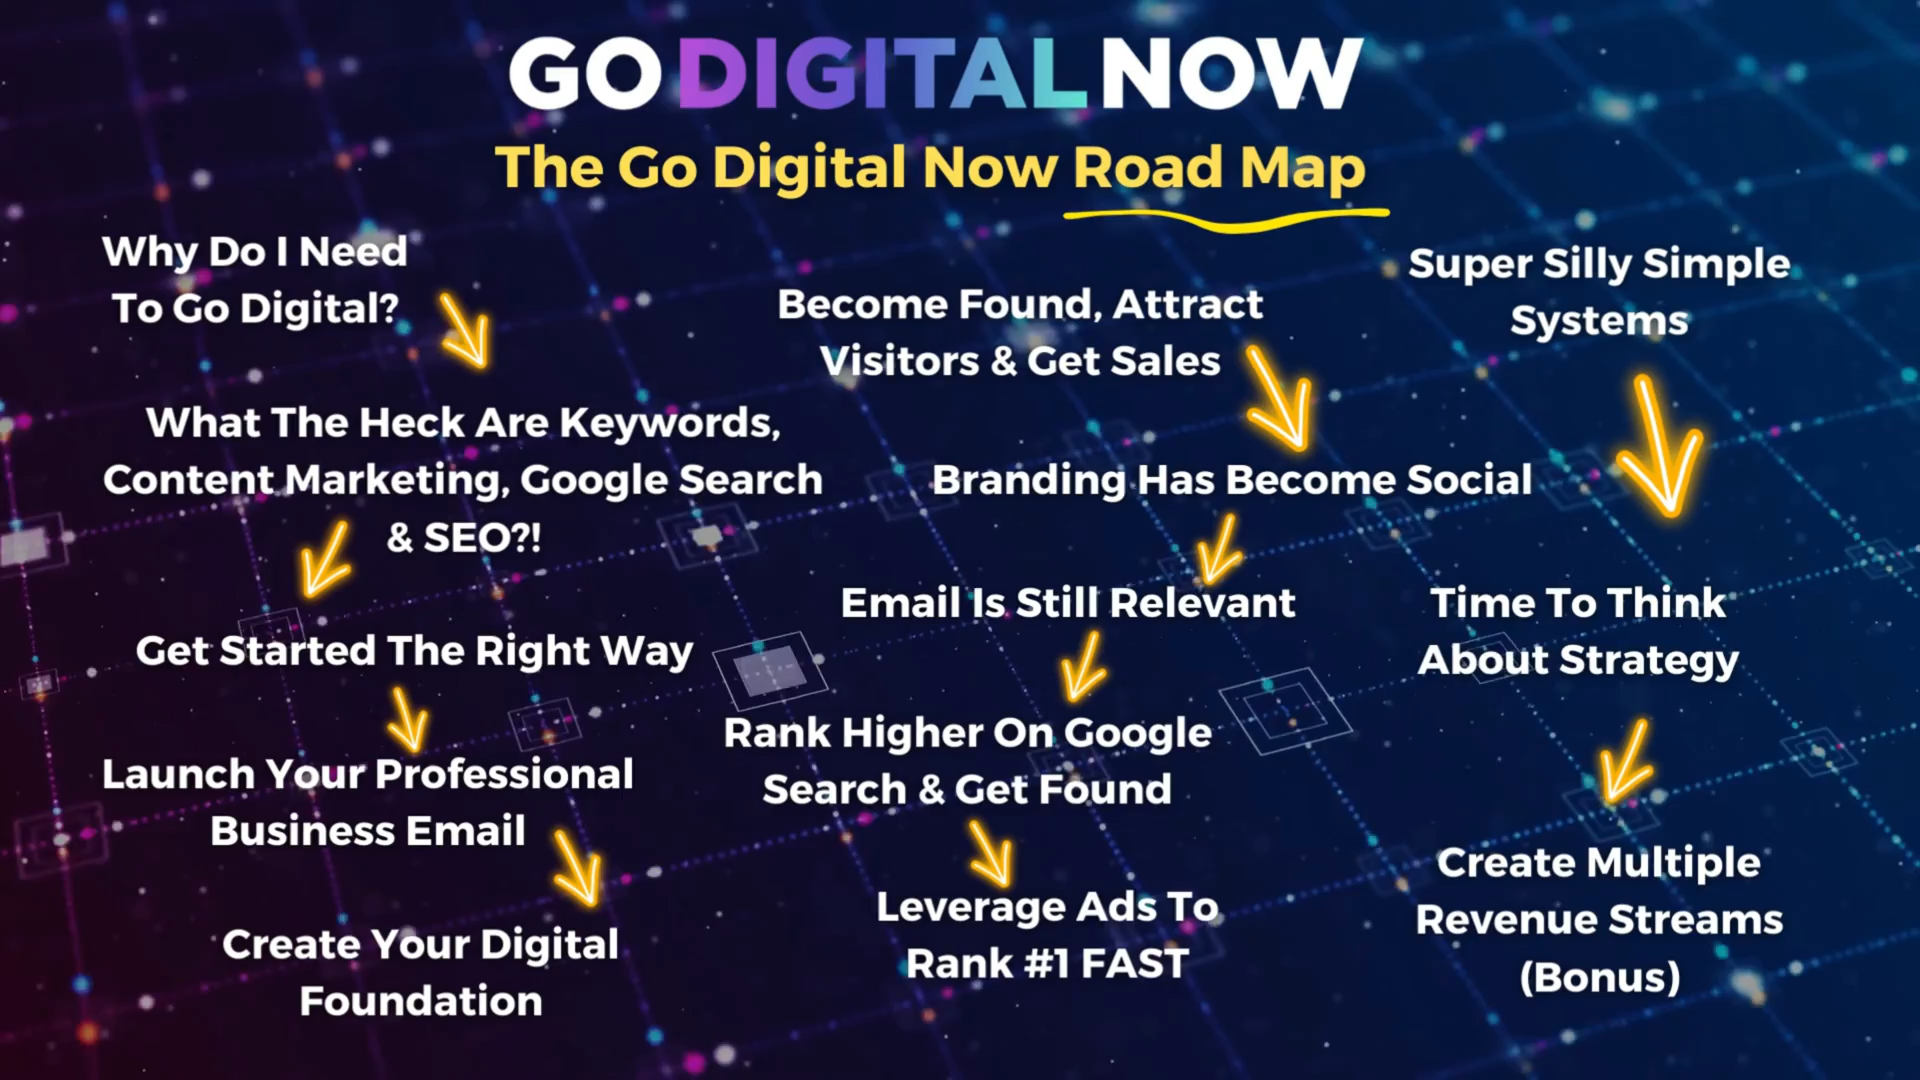 GO DIGITAL NOW
The Go Digital Now Road Map
Why Do I Need
To Go Digital?
What The Heck Are Keywords,
Content Marketing, Google Search
& SEO?!
Get Started The Right Way
Launch Your Professional
Business Email
Create Your Digital
Foundation
Become Found, Attract
Visitors & Get Sales
Branding Has Become Social
Email Is Still Relevant
Rank Higher On Google
Search & Get Found
Leverage Ads To
Rank #1 FAST
Super Silly Simple
Systems
Time To Think
About Strategy
Create Multiple
Revenue Streams
(Bonus)